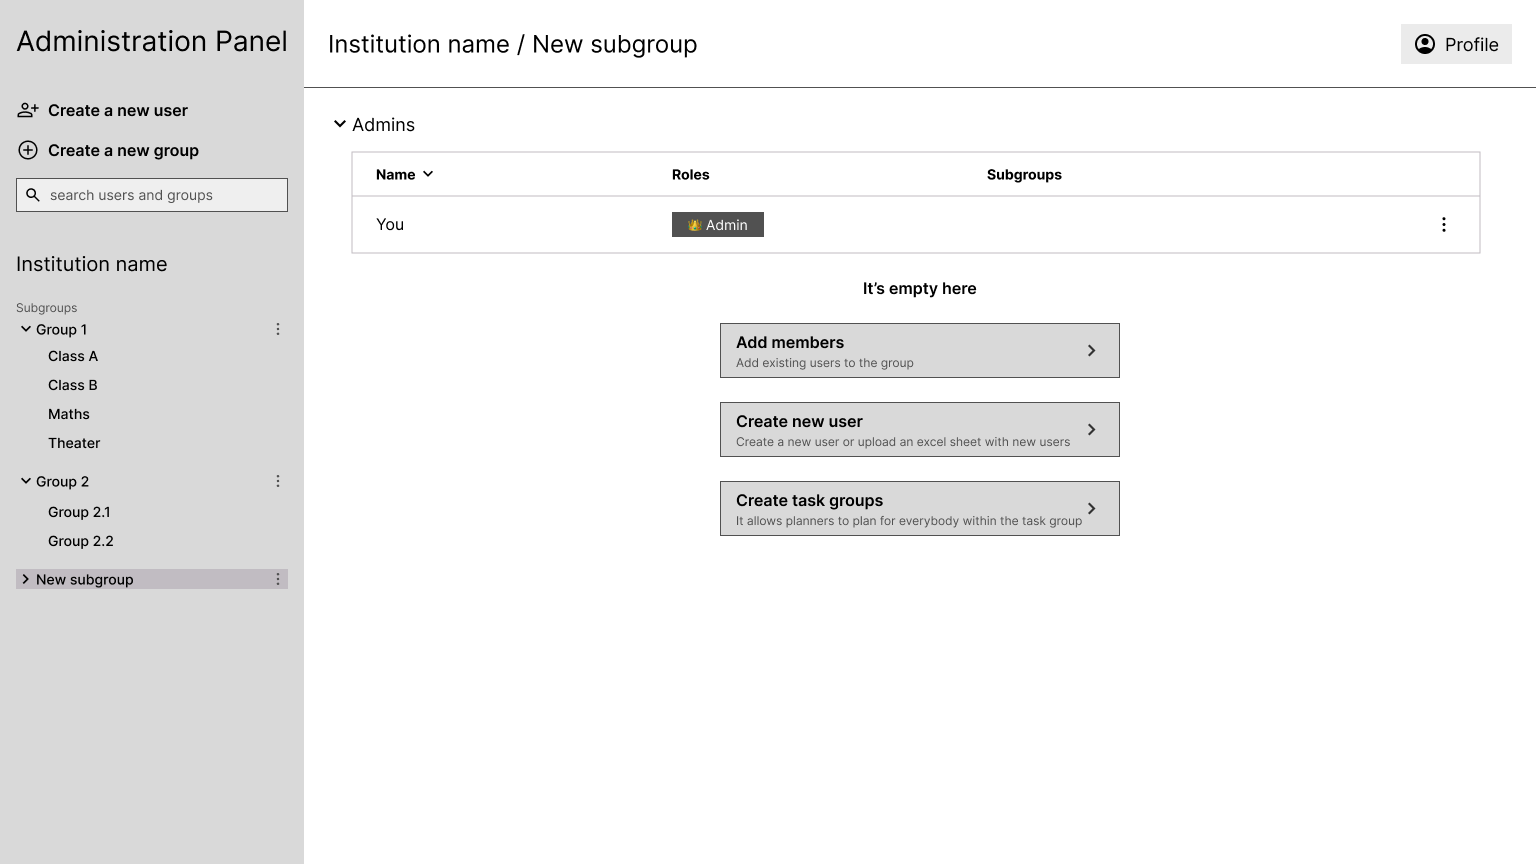 Administration Panel
Create a new user
Create a new group
search users and groups
Institution name
Subgroups
Group 1
Class A
Class B
Maths
Theater
Group 2
Group 2.1
Group 2.2
New subgroup
Institution name / New subgroup
Profile
Admins
Name Roles Subgroups
You Admin
It’s empty here
Add members
Add existing users to the group
Create new user
Create a new user or upload an excel sheet with new users
Create task groups
It allows planners to plan for everybody within the task group